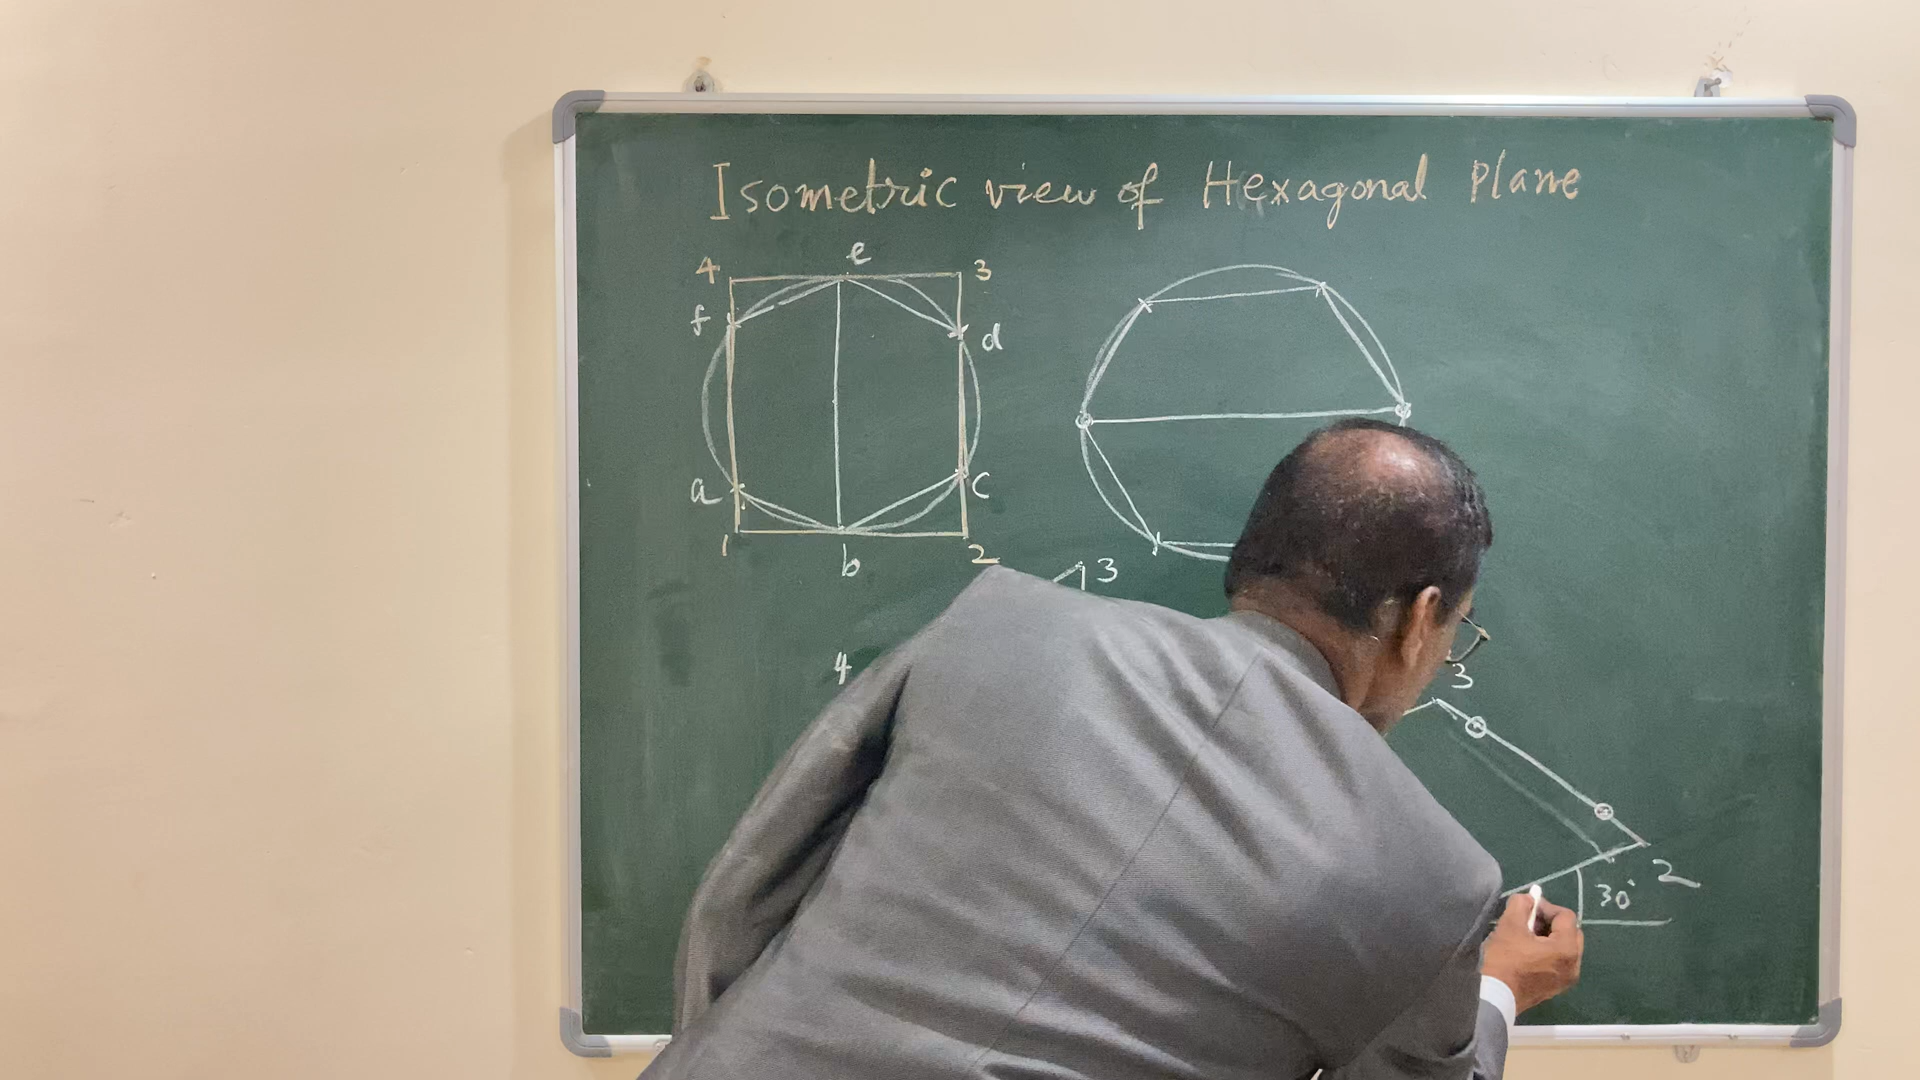 Isometric view of Hexagonal Plane
4 e 3
f d
a c
1 b 2
3
4
3
2
30°